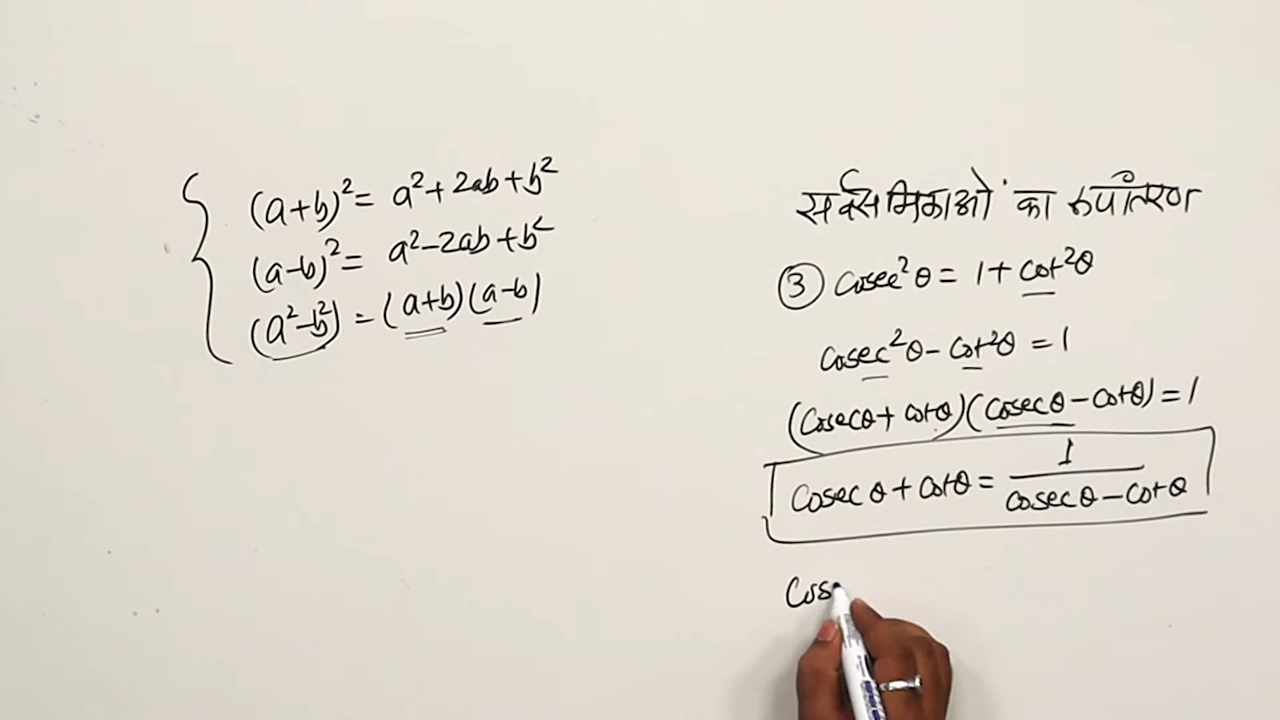 (a+b)² = a²+2ab+b²
(a-b)² = a²-2ab+b²
(a²-b²) = (a+b)(a-b)
सर्वसमिकाओं का रुपांतरण
③ cosec²θ = 1+cot²θ
cosec²θ - cot²θ = 1
(cosecθ+cotθ)(cosecθ-cotθ) = 1
cosecθ+cotθ = 1/(cosecθ-cotθ)
Cos